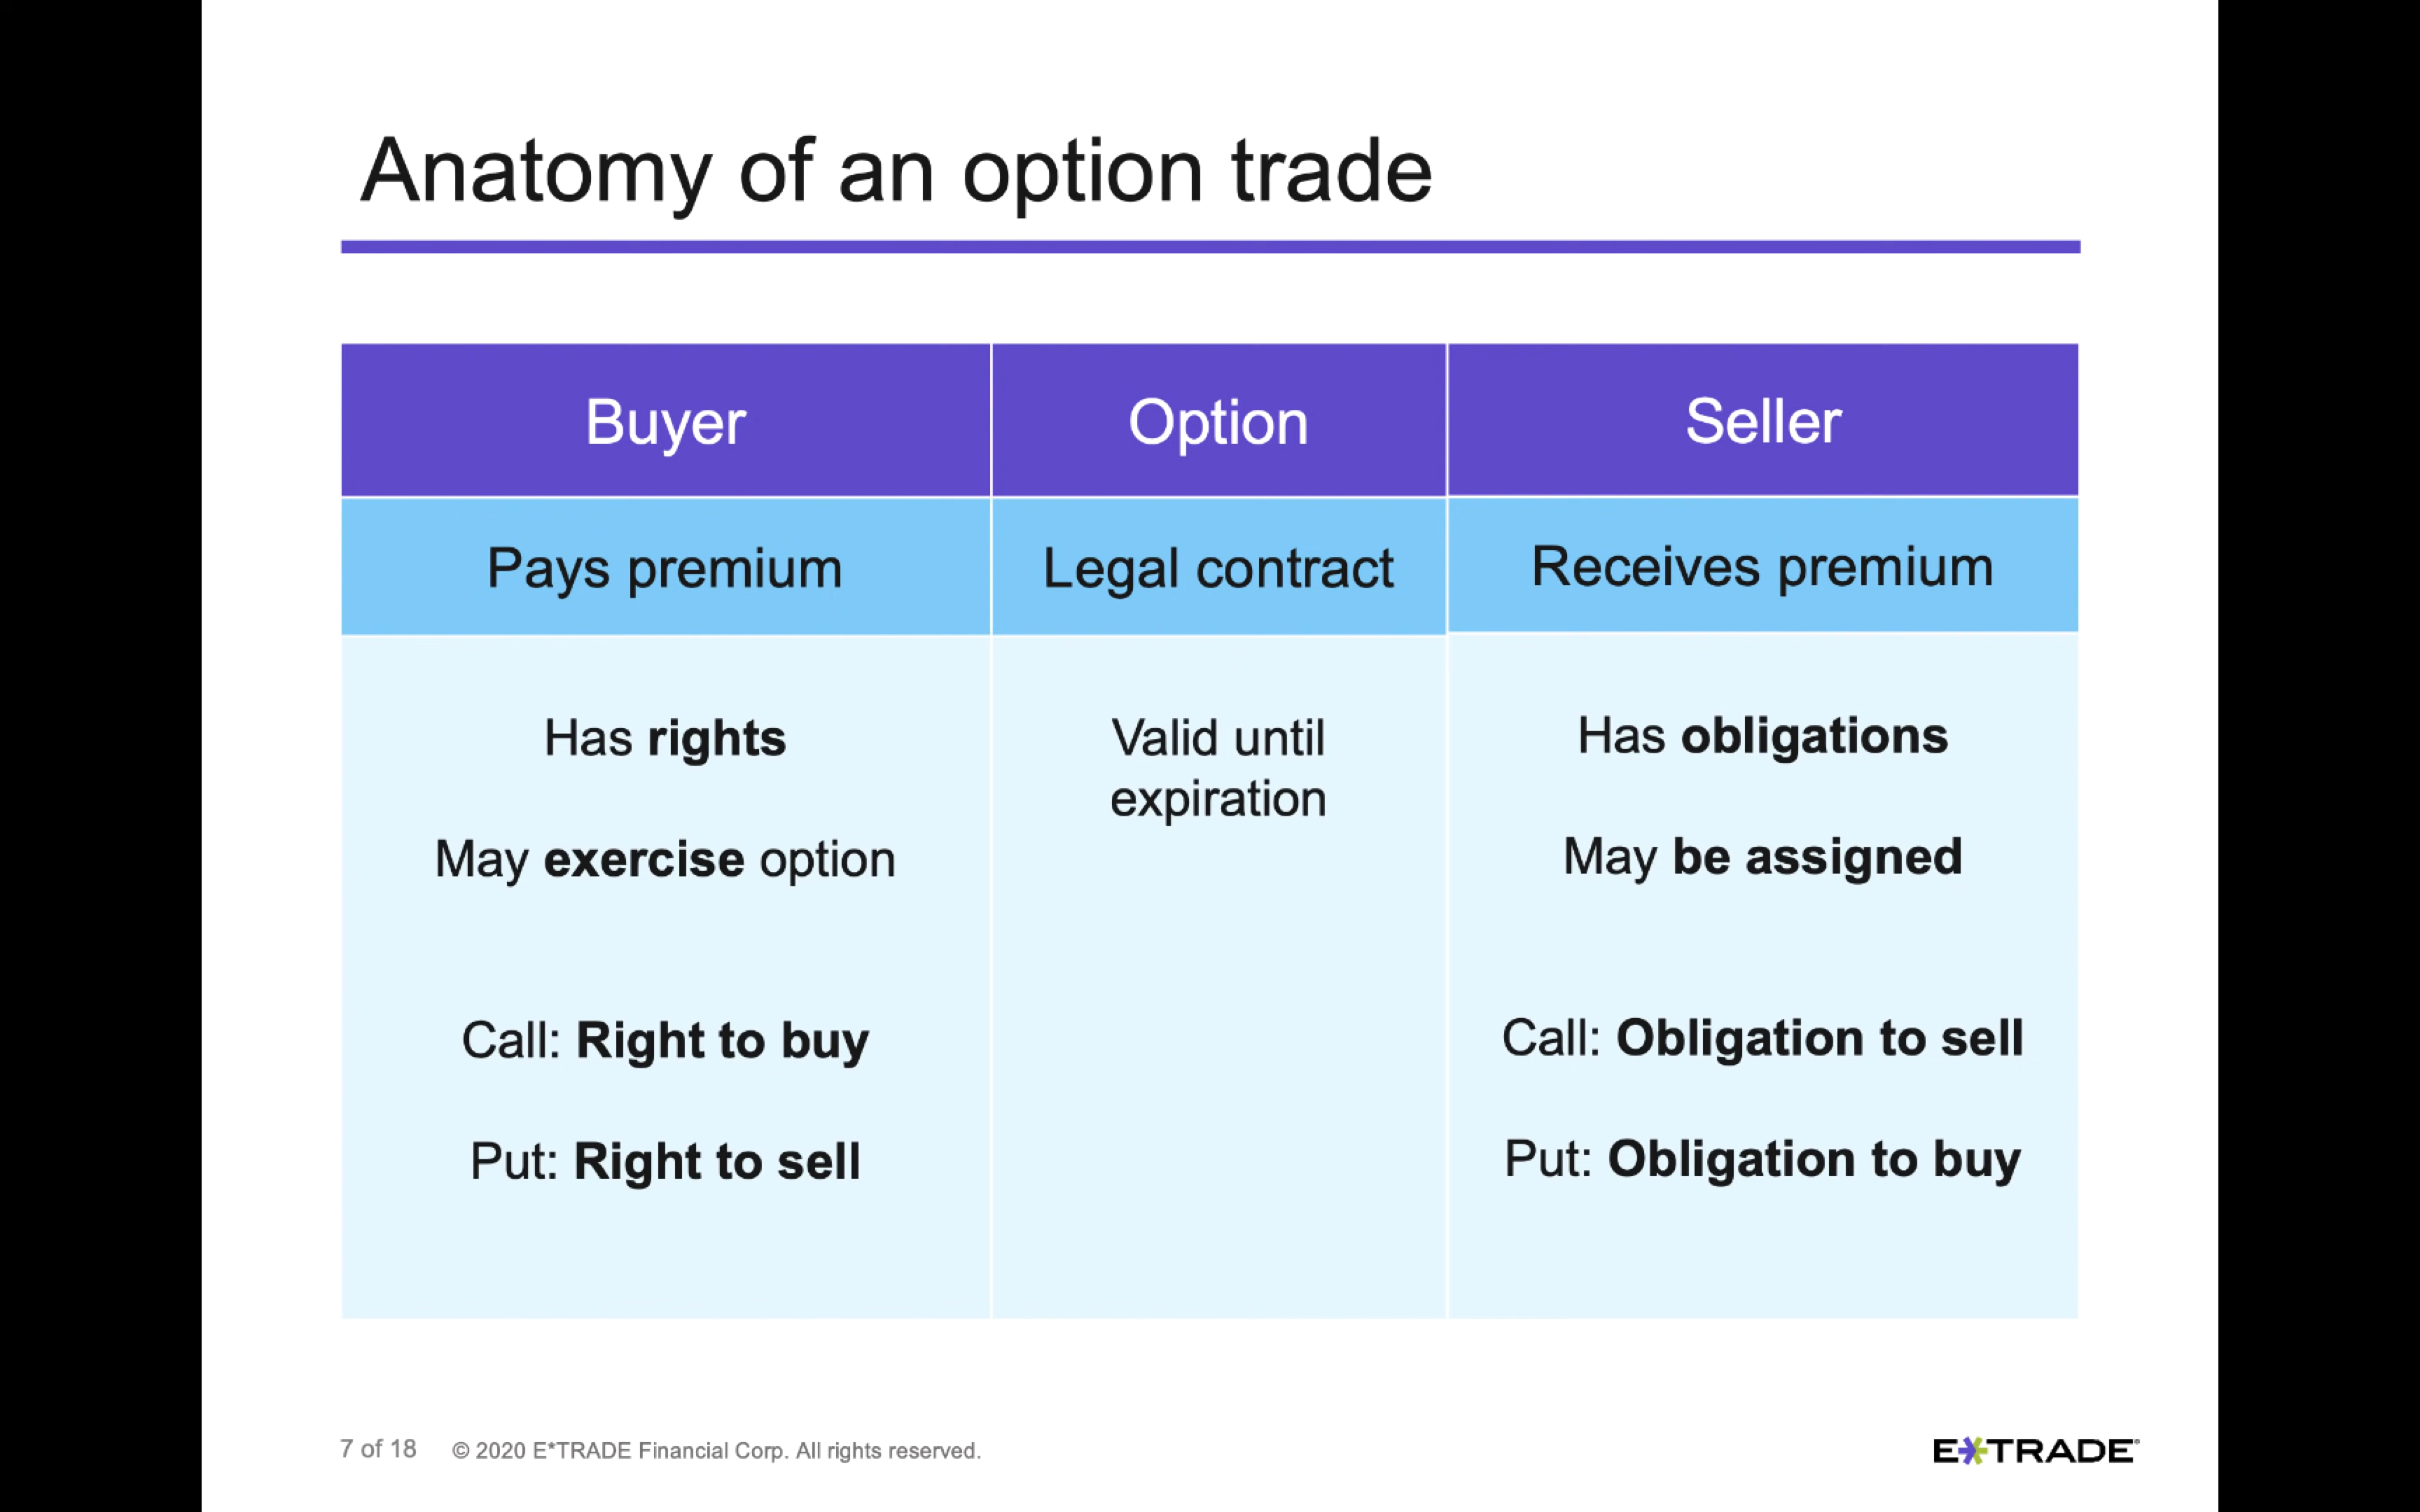 Anatomy of an option trade
Buyer
Option
Seller
Pays premium
Legal contract
Receives premium
Has rights
May exercise option
Call: Right to buy
Put: Right to sell
Valid until
expiration
Has obligations
May be assigned
Call: Obligation to sell
Put: Obligation to buy
7 of 18
© 2020 E*TRADE Financial Corp. All rights reserved.
E*TRADE®